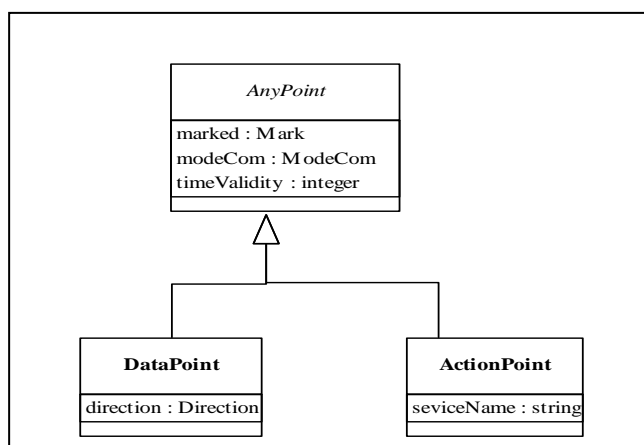 AnyPoint
marked : Mark
modeCom : ModeCom
timeValidity : integer
DataPoint
direction : Direction
ActionPoint
seviceName : string